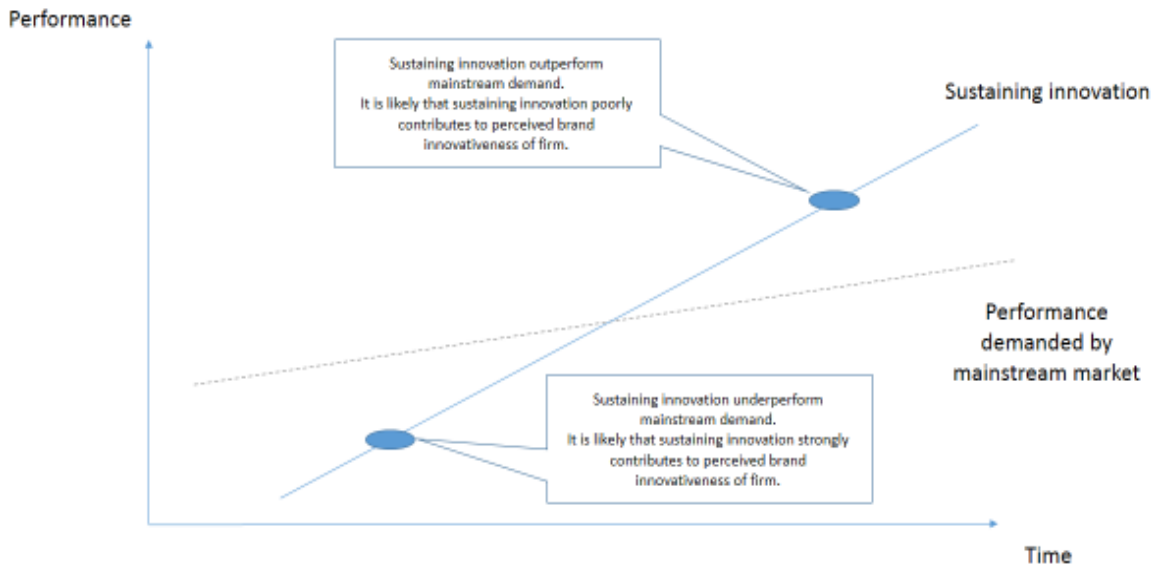 Performance
Sustaining innovation outperform
mainstream demand.
It is likely that sustaining innovation poorly
contributes to perceived brand
innovativeness of firm.
Sustaining innovation
Performance
demanded by
mainstream market
Sustaining innovation underperform
mainstream demand.
It is likely that sustaining innovation strongly
contributes to perceived brand
innovativeness of firm.
Time